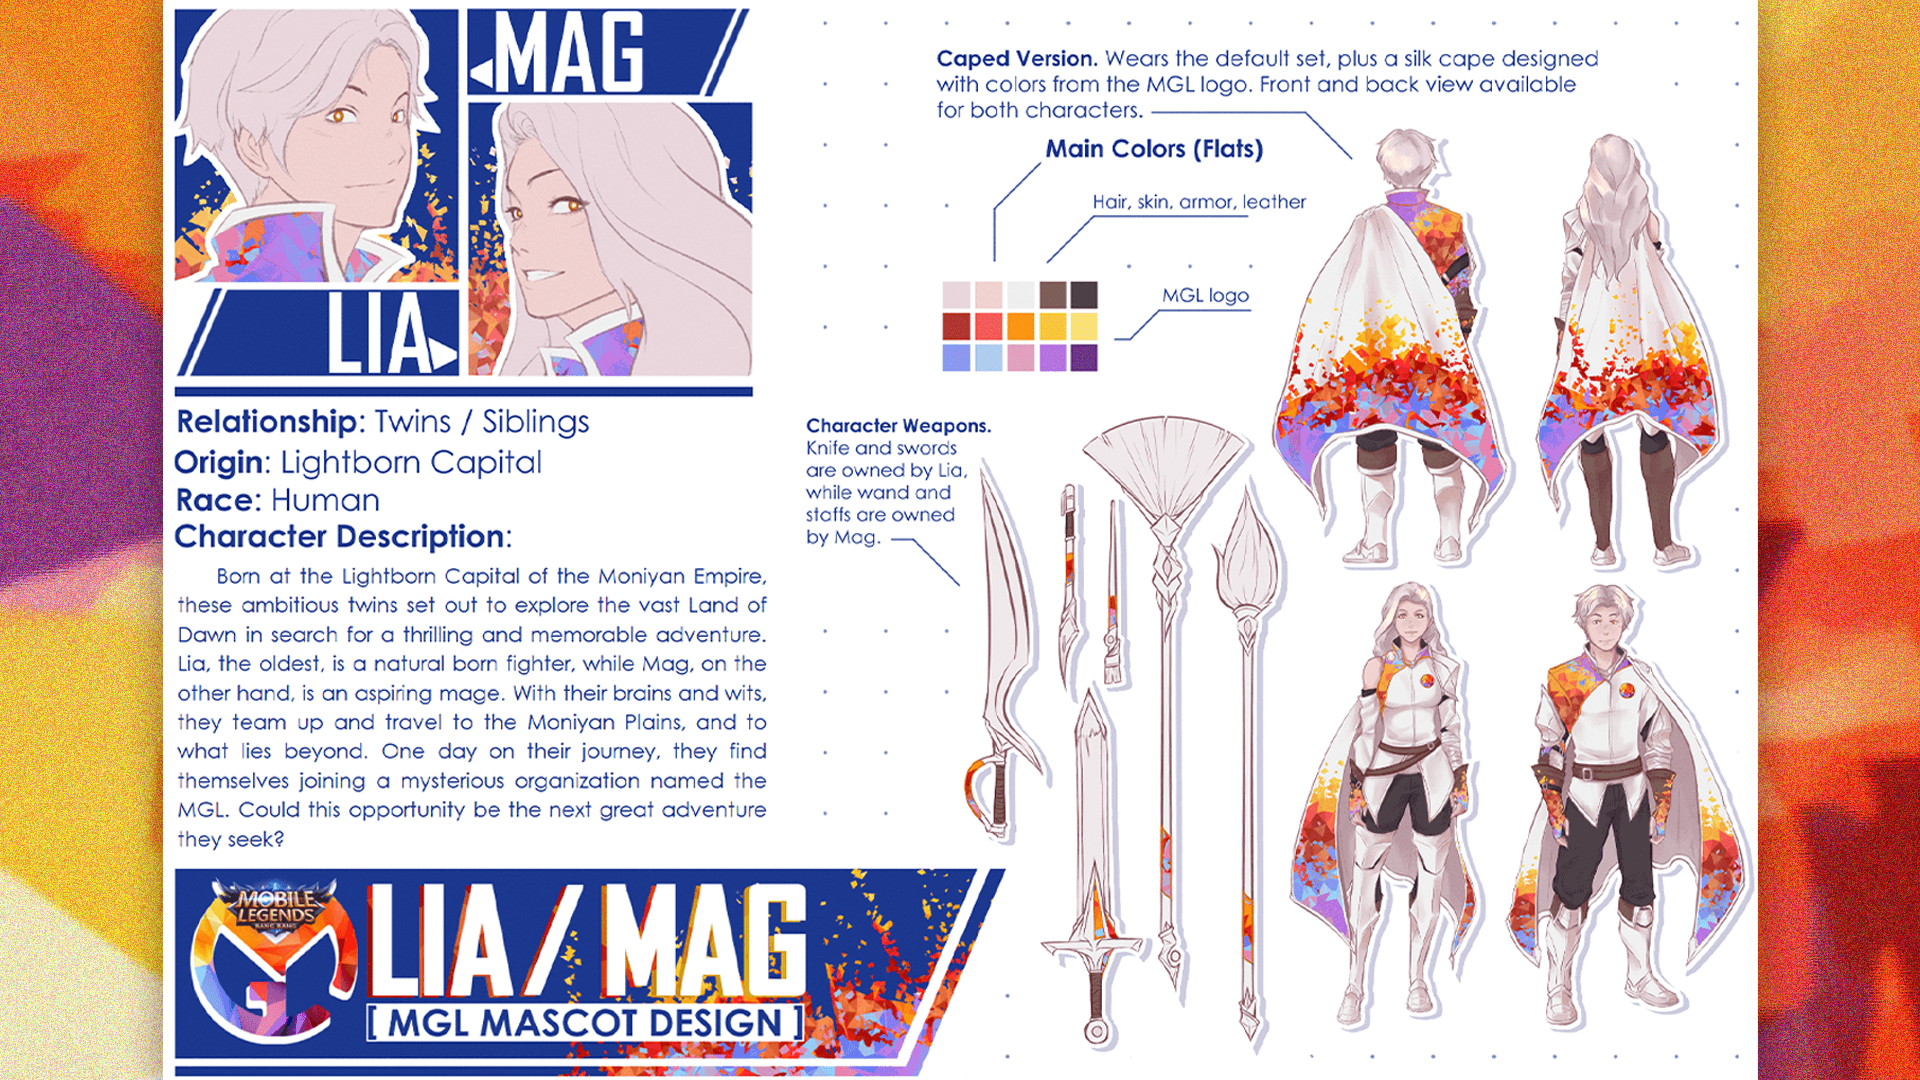 MAG
LIA
Relationship: Twins / Siblings
Origin: Lightborn Capital
Race: Human
Character Description:
Born at the Lightborn Capital of the Moniyan Empire,
these ambitious twins set out to explore the vast Land of
Dawn in search for a thrilling and memorable adventure.
Lia, the oldest, is a natural born fighter, while Mag, on the
other hand, is an aspiring mage. With their brains and wits,
they team up and travel to the Moniyan Plains, and to
what lies beyond. One day on their journey, they find
themselves joining a mysterious organization named the
MGL. Could this opportunity be the next great adventure
they seek?
MOBILE
LEGENDS
BANG BANG
LIA / MAG
[ MGL MASCOT DESIGN ]
Caped Version. Wears the default set, plus a silk cape designed
with colors from the MGL logo. Front and back view available
for both characters.
Main Colors (Flats)
Hair, skin, armor, leather
MGL logo
Character Weapons.
Knife and swords
are owned by Lia,
while wand and
staffs are owned
by Mag.